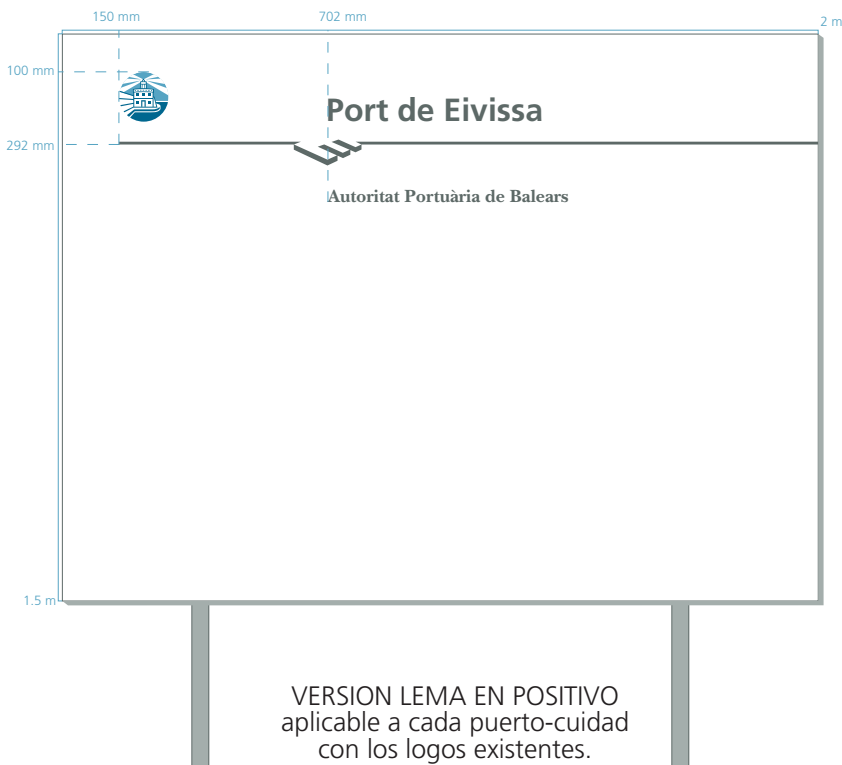 150 mm
702 mm
2 m
100 mm
Port de Eivissa
292 mm
Autoritat Portuària de Balears
1.5 m
VERSION LEMA EN POSITIVO
aplicable a cada puerto-cuidad
con los logos existentes.